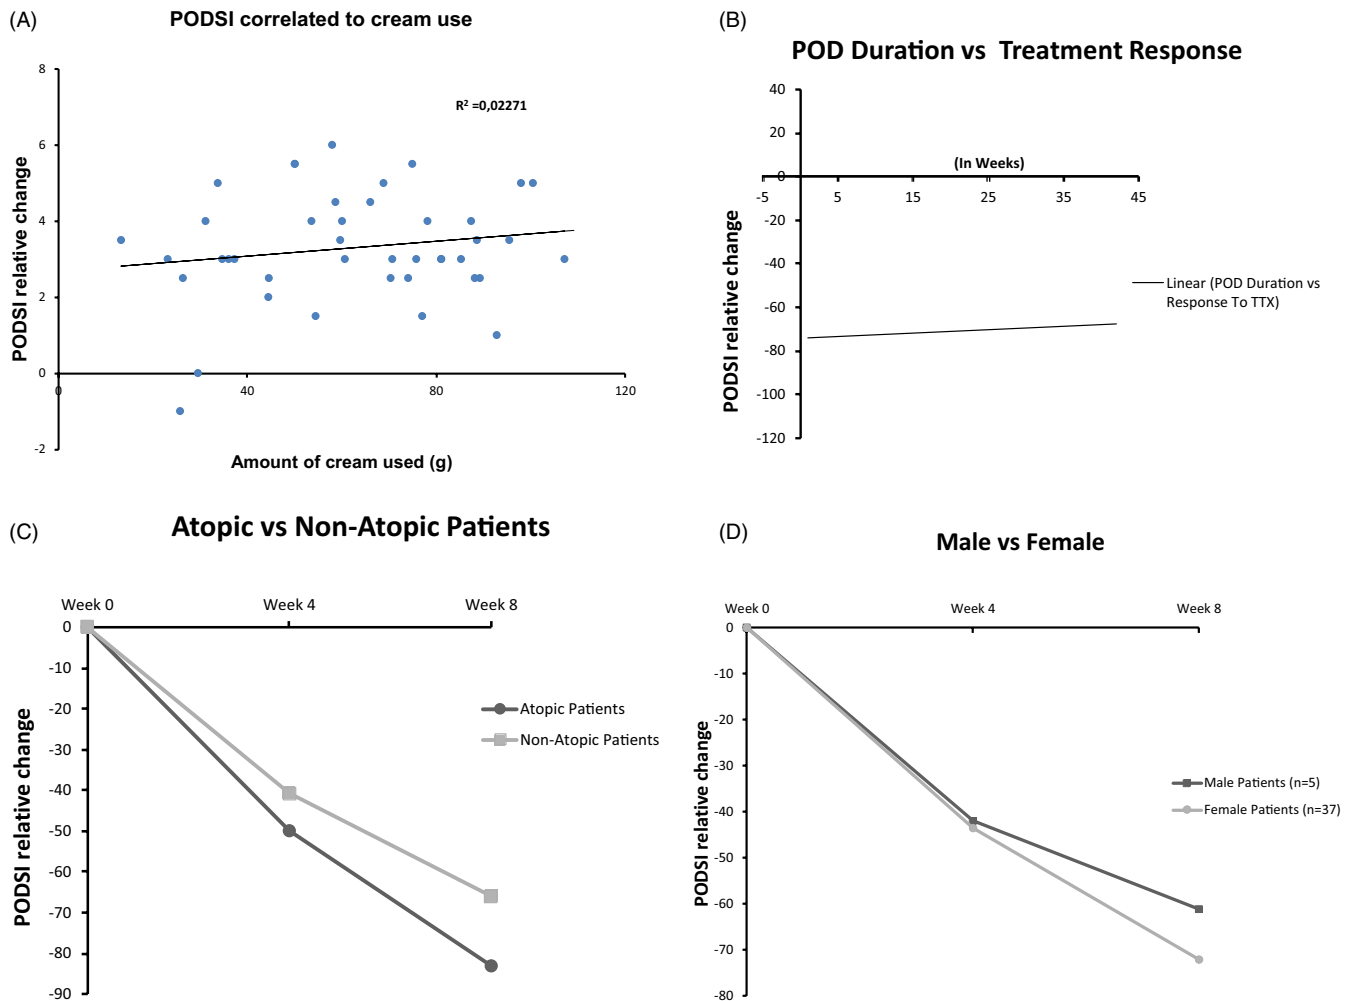 (A)
PODSI correlated to cream use
8
6
4
2
0
-2
R² =0,02271
0
40
80
120
PODSI relative change
Amount of cream used (g)
(B)
POD Duration vs Treatment Response
40
20
0
-20
-40
-60
-80
-100
-120
(In Weeks)
-5
5
15
25
35
45
PODSI relative change
Linear (POD Duration vs
Response To TTX)
(C)
Atopic vs Non-Atopic Patients
Week 0
Week 4
Week 8
0
-10
-20
-30
-40
-50
-60
-70
-80
-90
PODSI relative change
Atopic Patients
Non-Atopic Patients
(D)
Male vs Female
Week 0
Week 4
Week 8
0
-10
-20
-30
-40
-50
-60
-70
-80
PODSI relative change
Male Patients (n=5)
Female Patients (n=37)